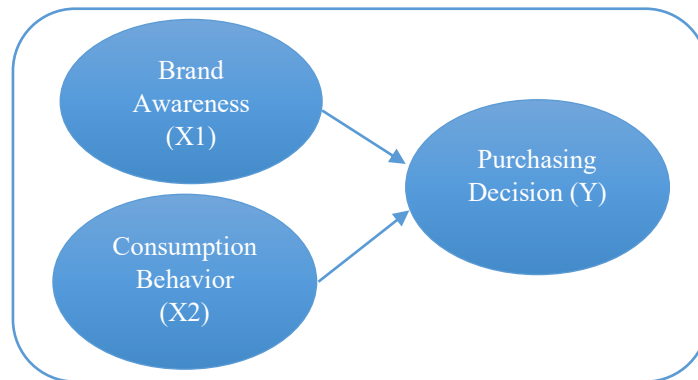 Brand
Awareness
(X1)
Purchasing
Decision (Y)
Consumption
Behavior
(X2)